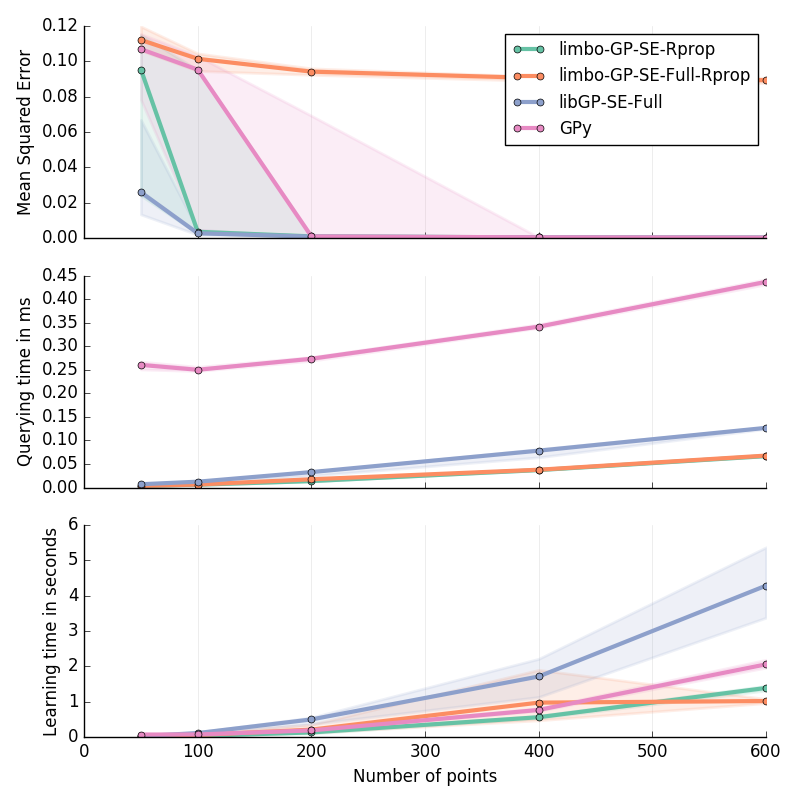 0.12
0.10
0.08
0.06
0.04
0.02
0.00
Mean Squared Error
limbo-GP-SE-Rprop
limbo-GP-SE-Full-Rprop
libGP-SE-Full
GPy
0.45
0.40
0.35
0.30
0.25
0.20
0.15
0.10
0.05
0.00
Querying time in ms
6
5
4
3
2
1
0
Learning time in seconds
0 100 200 300 400 500 600
Number of points